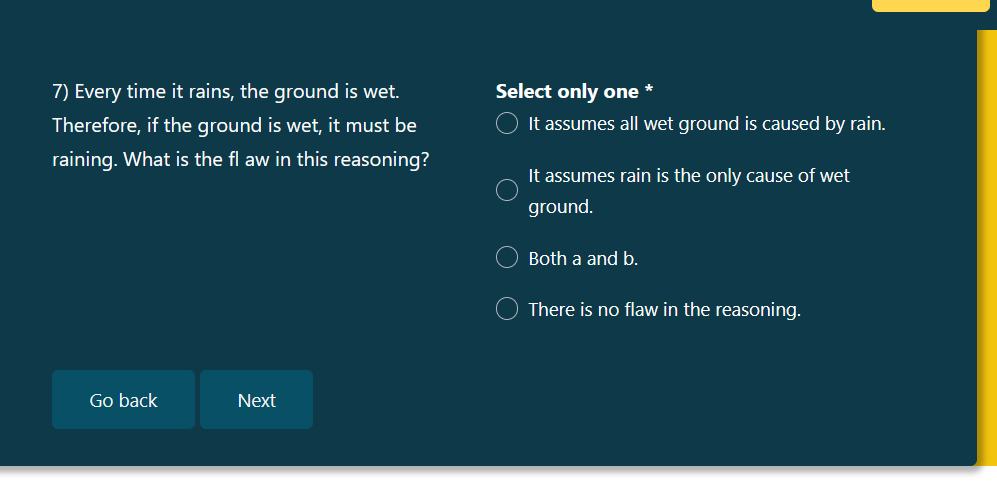 7) Every time it rains, the ground is wet.
Therefore, if the ground is wet, it must be
raining. What is the fl aw in this reasoning?
Select only one *
It assumes all wet ground is caused by rain.
It assumes rain is the only cause of wet
ground.
Both a and b.
There is no flaw in the reasoning.
Go back
Next